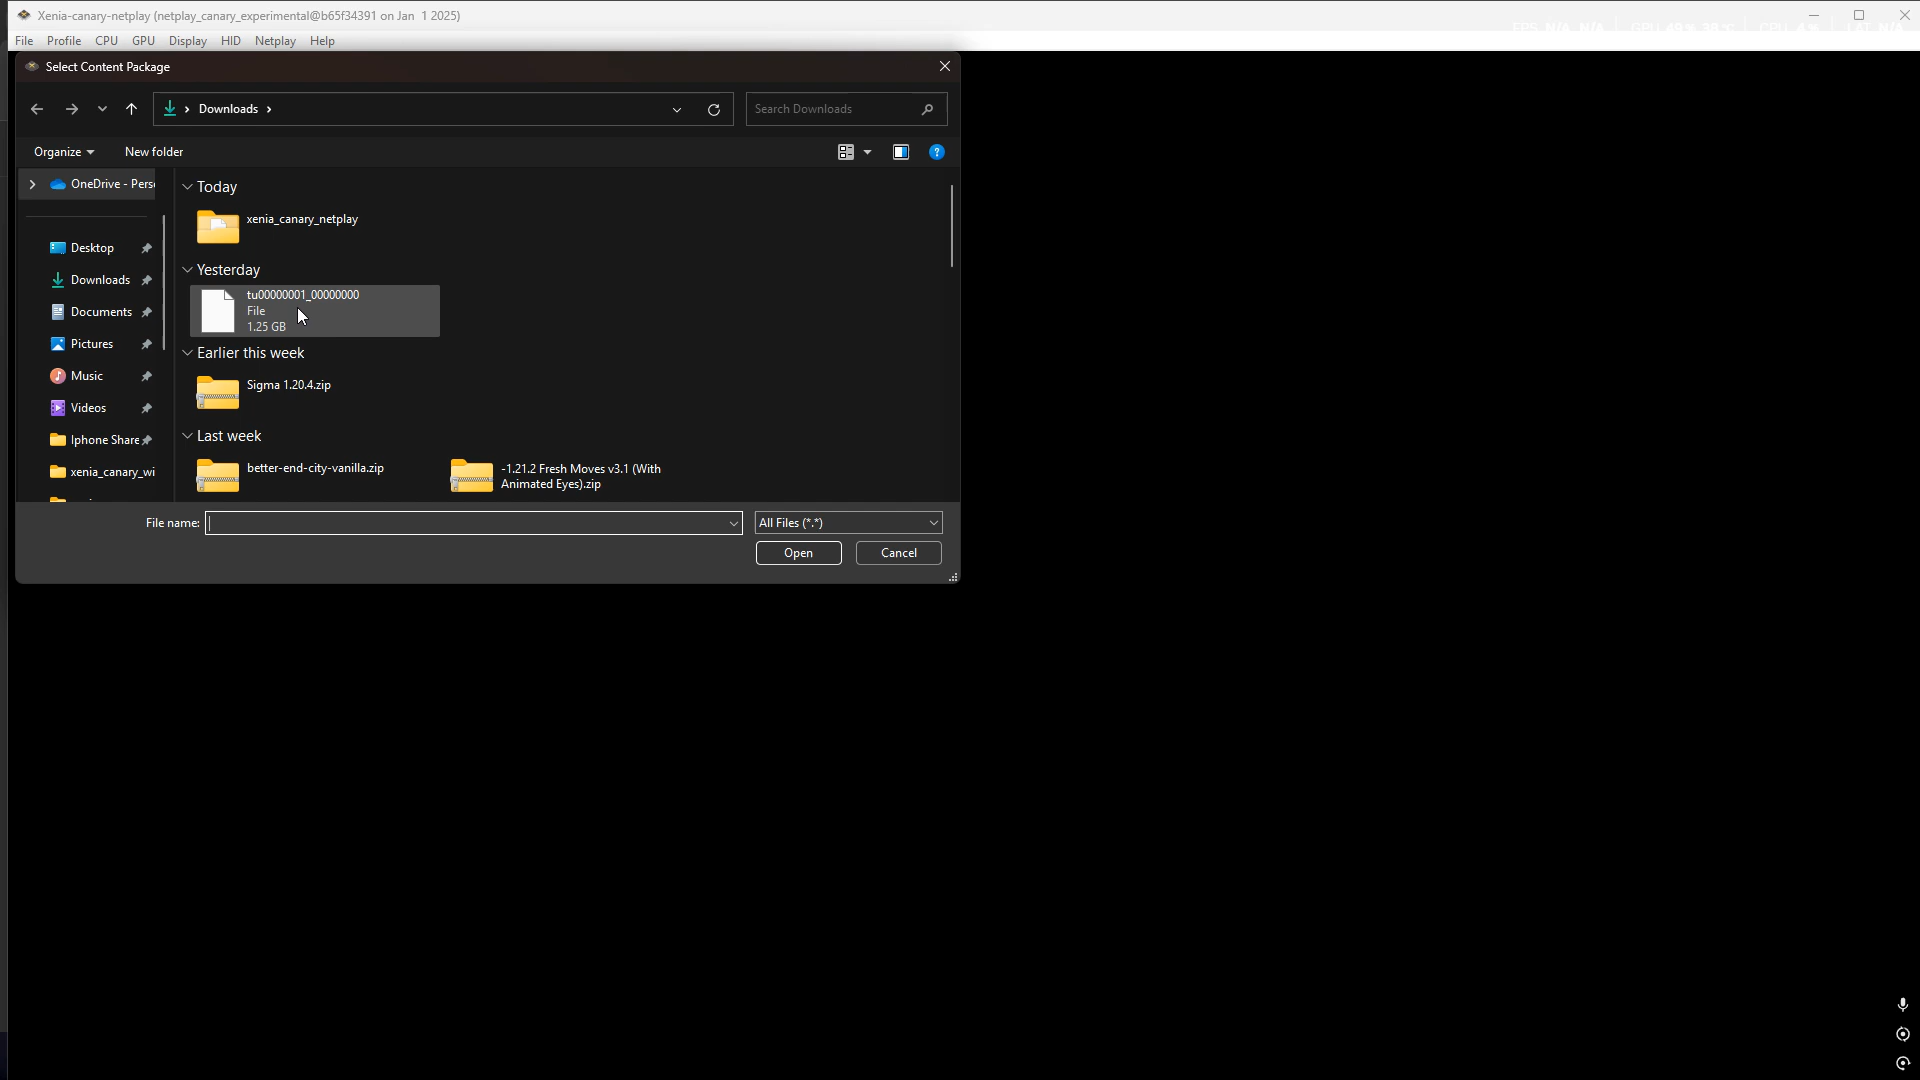 Xenia-canary-netplay (netplay_canary_experimental@b65f34391 on Jan 1 2025)
File Profile CPU GPU Display HID Netplay Help
Select Content Package
Downloads
Search Downloads
Organize New folder
OneDrive - Pers
Today
xenia_canary_netplay
Desktop
Yesterday
Downloads
tu00000001_00000000
File
1.25 GB
Documents
Pictures
Earlier this week
Music
Sigma 1.20.4.zip
Videos
Last week
Iphone Share
better-end-city-vanilla.zip
-1.21.2 Fresh Moves v3.1 (With
Animated Eyes).zip
xenia_canary_wi
File name:
All Files (*.*)
Open Cancel